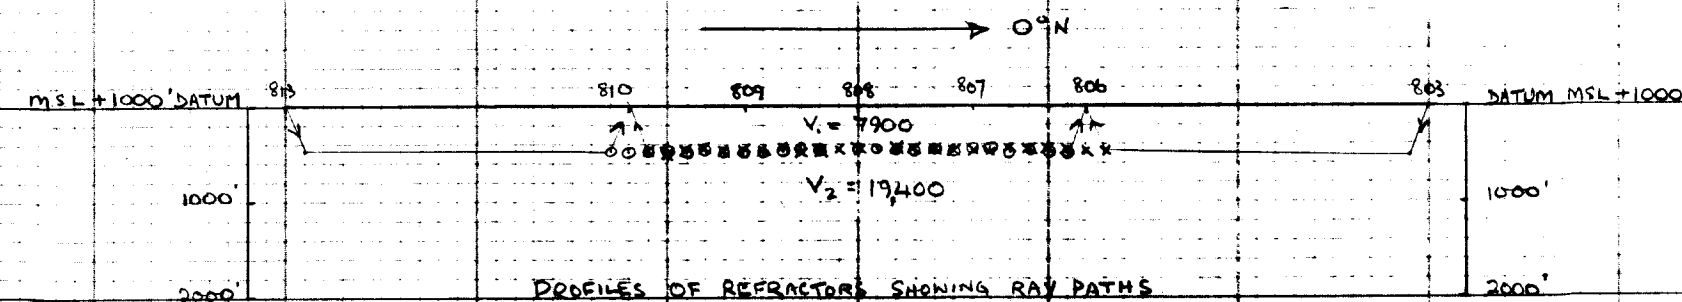 0°N
MSL +1000' DATUM 813 810 809 808 807 806 803 DATUM MSL +1000
V₁ = 7900
1000' V₂ = 19,400 1000'
2000' PROFILES OF REFRACTORS SHOWING RAY PATHS 2000'